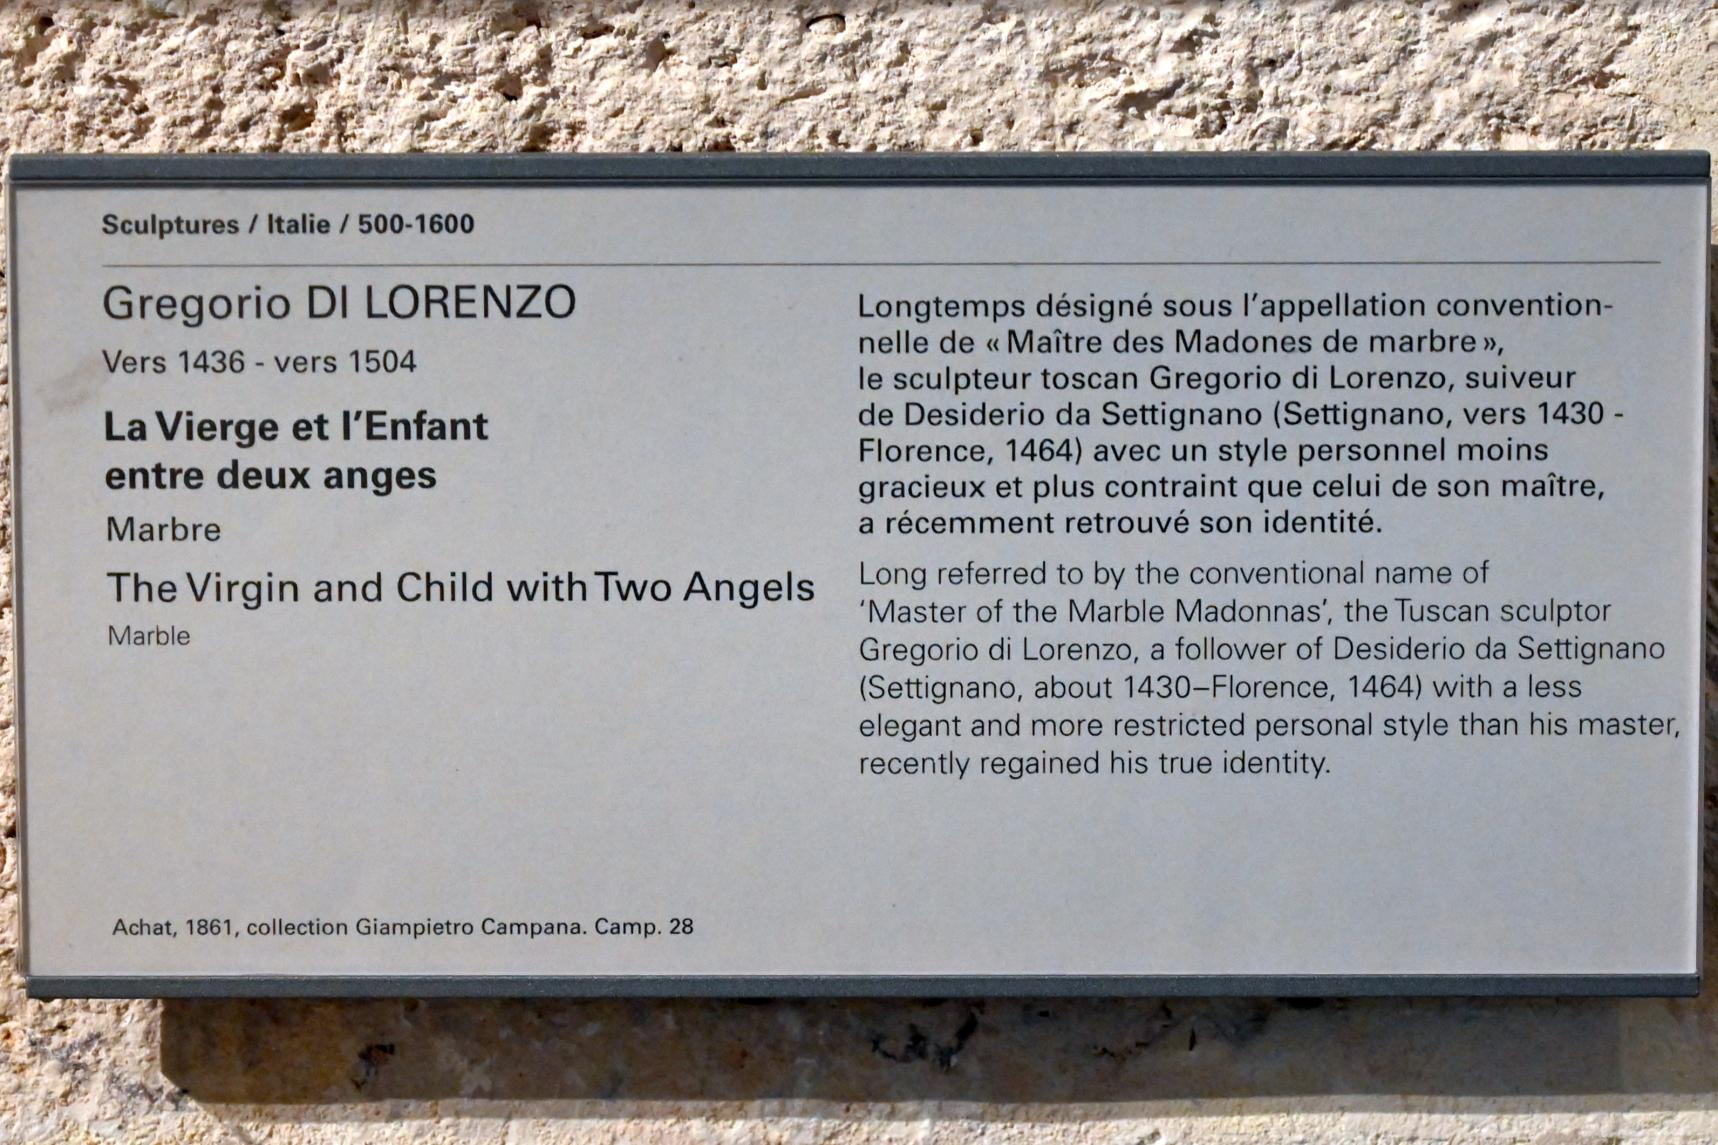 Sculptures / Italie / 500-1600
Gregorio DI LORENZO
Vers 1436 - vers 1504
La Vierge et l'Enfant
entre deux anges
Marbre
The Virgin and Child with Two Angels
Marble
Achat, 1861, collection Giampietro Campana. Camp. 28
Longtemps désigné sous l'appellation convention-
nelle de « Maître des Madones de marbre »,
le sculpteur toscan Gregorio di Lorenzo, suiveur
de Desiderio da Settignano (Settignano, vers 1430 -
Florence, 1464) avec un style personnel moins
gracieux et plus contraint que celui de son maître,
a récemment retrouvé son identité.
Long referred to by the conventional name of
'Master of the Marble Madonnas', the Tuscan sculptor
Gregorio di Lorenzo, a follower of Desiderio da Settignano
(Settignano, about 1430–Florence, 1464) with a less
elegant and more restricted personal style than his master,
recently regained his true identity.